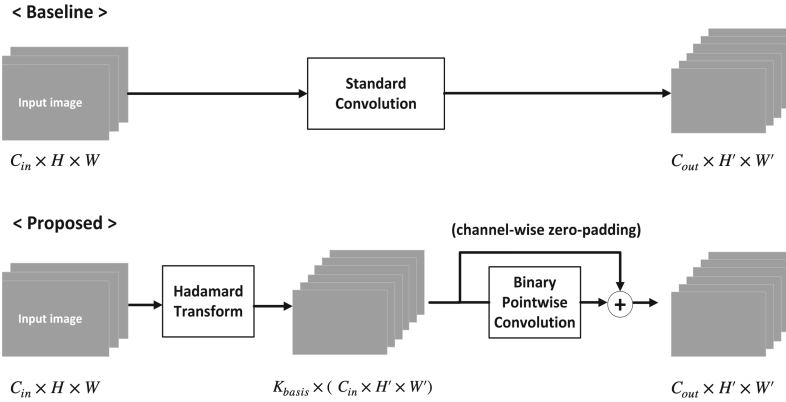 < Baseline >
Input image
Standard
Convolution
C_in × H × W
C_out × H' × W'
< Proposed >
(channel-wise zero-padding)
Input image
Hadamard
Transform
Binary
Pointwise
Convolution
+
C_in × H × W
K_basis × ( C_in × H' × W')
C_out × H' × W'